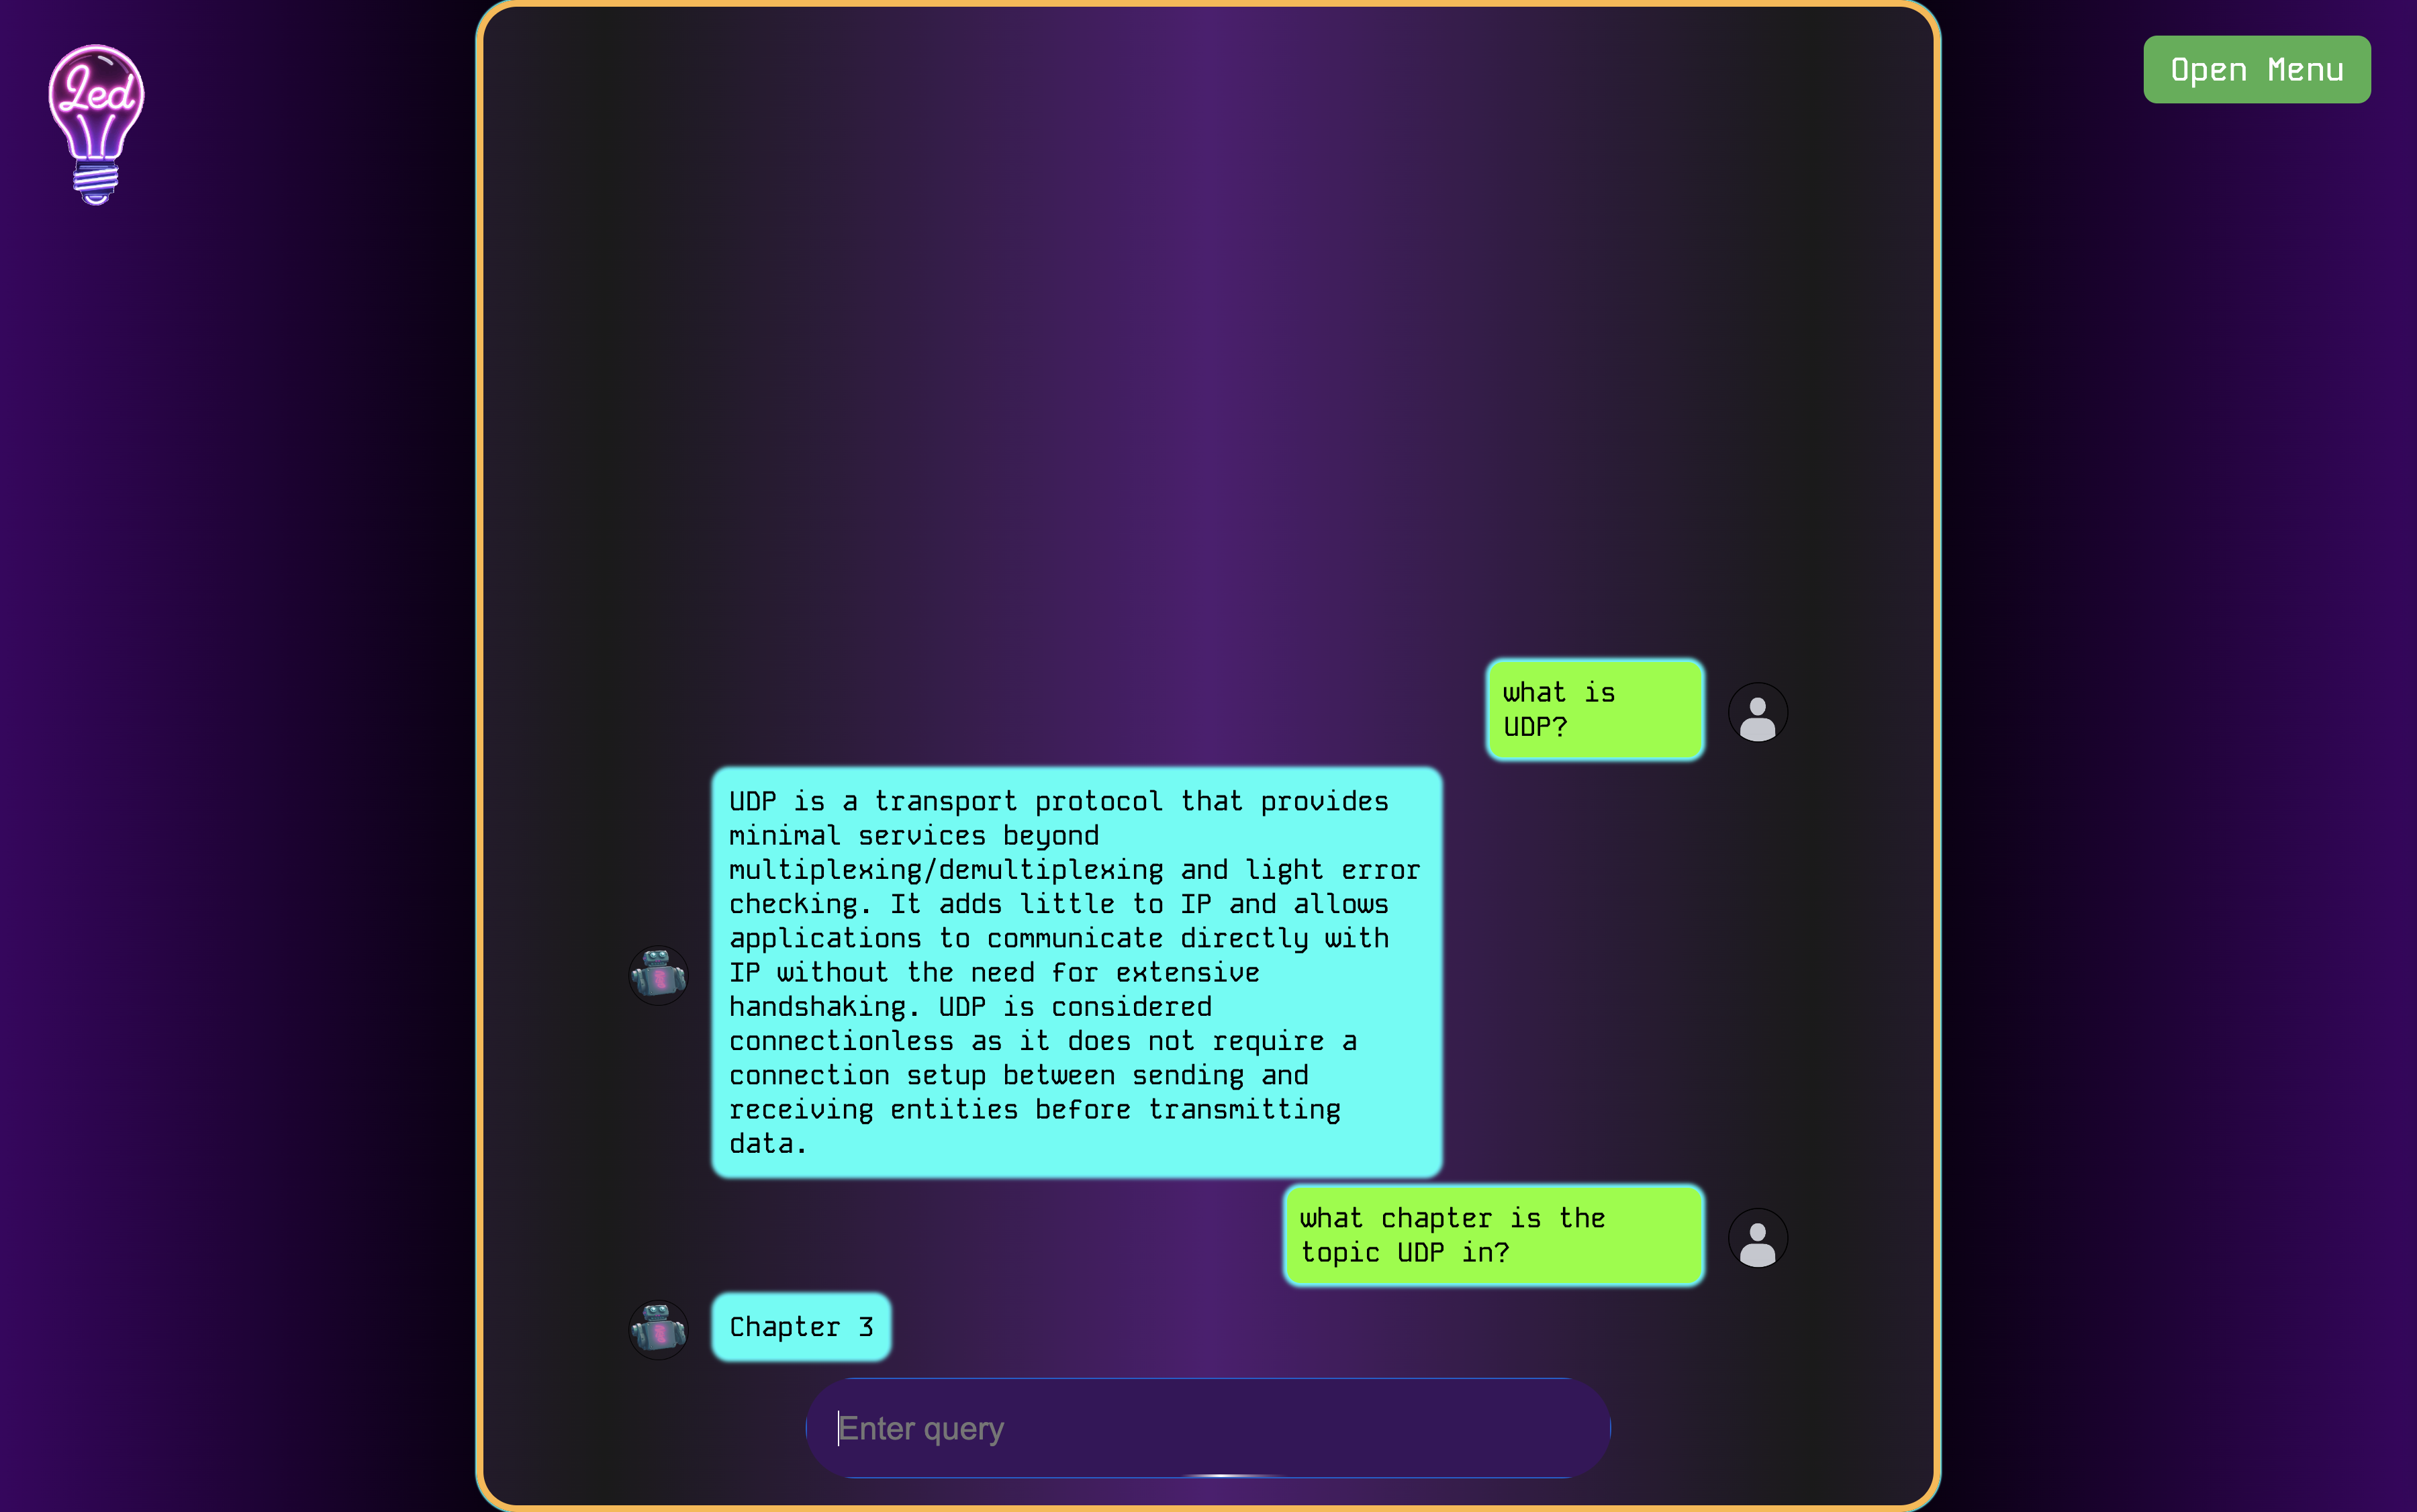 Led
Open Menu
what is
UDP?
UDP is a transport protocol that provides
minimal services beyond
multiplexing/demultiplexing and light error
checking. It adds little to IP and allows
applications to communicate directly with
IP without the need for extensive
handshaking. UDP is considered
connectionless as it does not require a
connection setup between sending and
receiving entities before transmitting
data.
what chapter is the
topic UDP in?
Chapter 3
Enter query